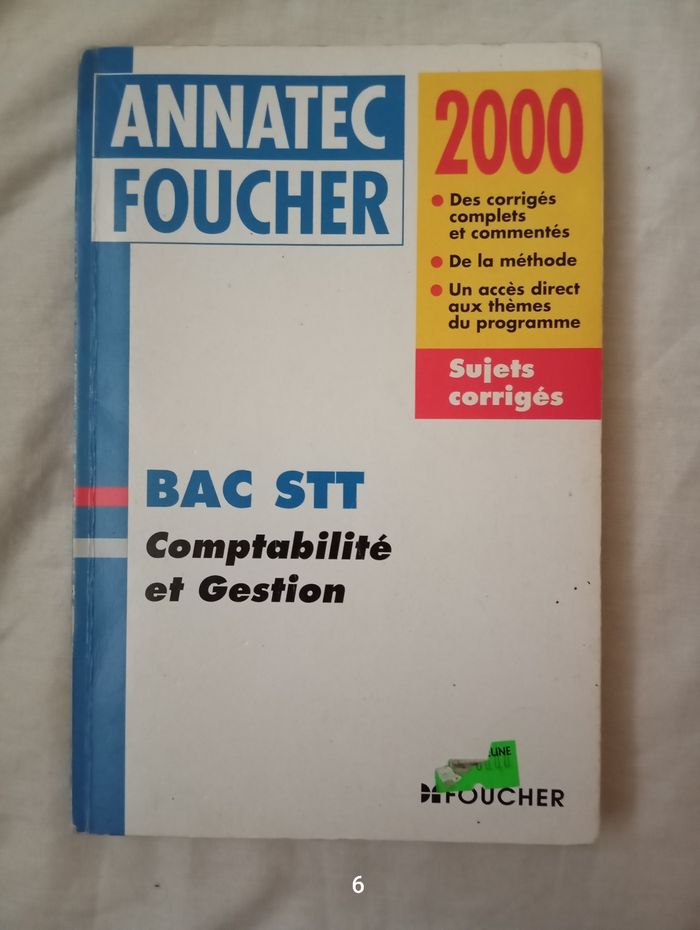 ANNATEC
FOUCHER
2000
Des corrigés
complets
et commentés
De la méthode
Un accès direct
aux thèmes
du programme
Sujets
corrigés
BAC STT
Comptabilité
et Gestion
FOUCHER
6